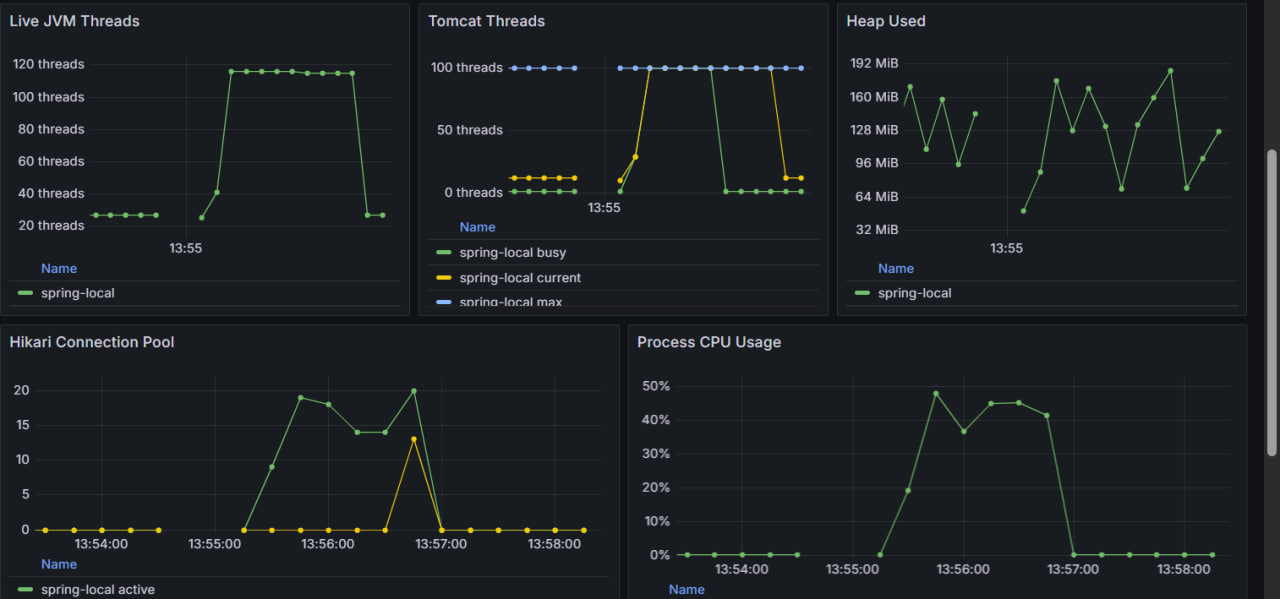 Live JVM Threads
120 threads
100 threads
80 threads
60 threads
40 threads
20 threads
13:55
Name
spring-local
Tomcat Threads
100 threads
50 threads
0 threads
13:55
Name
spring-local busy
spring-local current
spring-local max
Heap Used
192 MiB
160 MiB
128 MiB
96 MiB
64 MiB
32 MiB
13:55
Name
spring-local
Hikari Connection Pool
20
15
10
5
0
13:54:00 13:55:00 13:56:00 13:57:00 13:58:00
Name
spring-local active
Process CPU Usage
50%
40%
30%
20%
10%
0%
13:54:00 13:55:00 13:56:00 13:57:00 13:58:00
Name